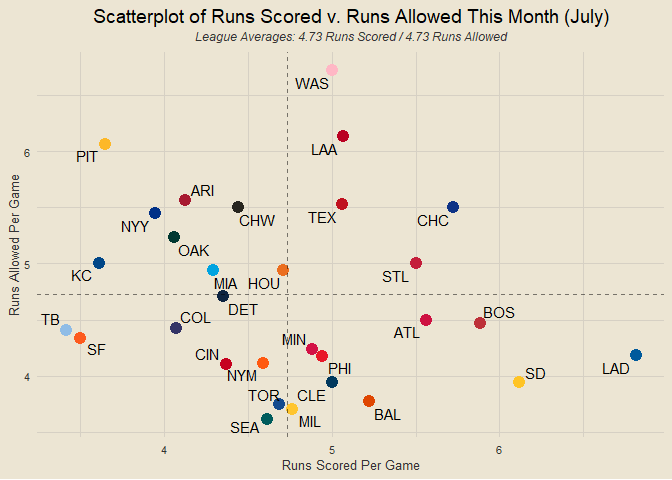 Scatterplot of Runs Scored v. Runs Allowed This Month (July)
League Averages: 4.73 Runs Scored / 4.73 Runs Allowed
WAS
LAA
PIT
ARI
NYY
CHW
TEX
CHC
OAK
KC
MIA
HOU
STL
DET
TB
COL
SF
BOS
ATL
MIN
CIN
NYM
PHI
SD
LAD
TOR
CLE
SEA
MIL
BAL
6
5
4
Runs Allowed Per Game
4
5
6
Runs Scored Per Game